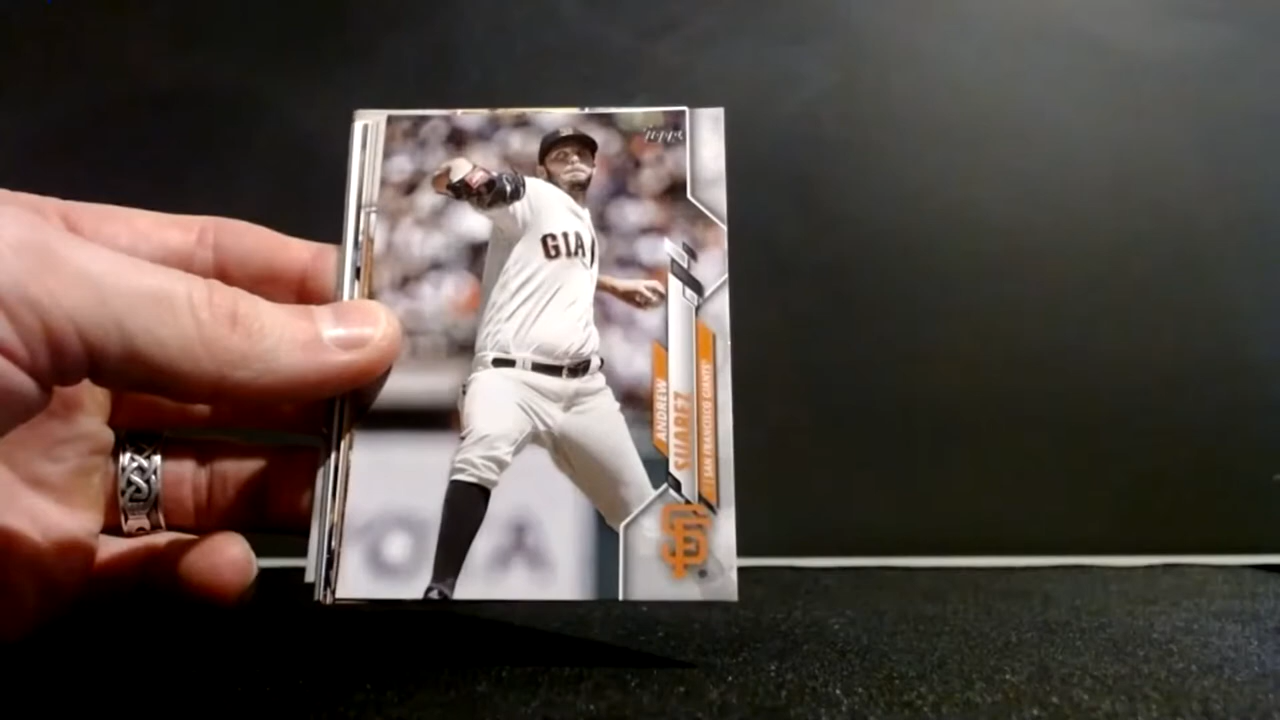 Topps
GIA
ANDREW
SUAREZ
SAN FRANCISCO GIANTS
SF